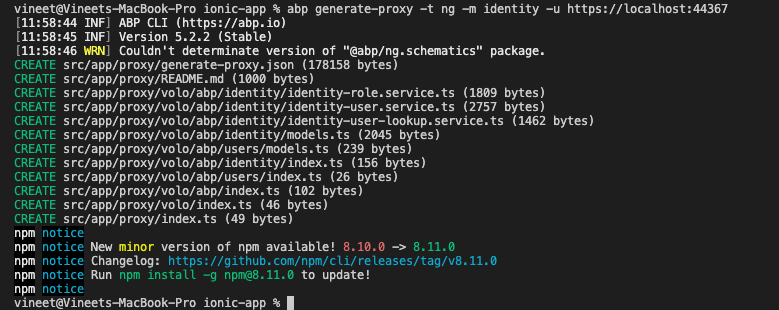 vineet@Vineets-MacBook-Pro ionic-app % abp generate-proxy -t ng -m identity -u https://localhost:44367
[11:58:44 INF] ABP CLI (https://abp.io)
[11:58:45 INF] Version 5.2.2 (Stable)
[11:58:46 WRN] Couldn't determinate version of "@abp/ng.schematics" package.
CREATE src/app/proxy/generate-proxy.json (178158 bytes)
CREATE src/app/proxy/README.md (1000 bytes)
CREATE src/app/proxy/volo/abp/identity/identity-role.service.ts (1809 bytes)
CREATE src/app/proxy/volo/abp/identity/identity-user.service.ts (2757 bytes)
CREATE src/app/proxy/volo/abp/identity/identity-user-lookup.service.ts (1462 bytes)
CREATE src/app/proxy/volo/abp/identity/models.ts (2045 bytes)
CREATE src/app/proxy/volo/abp/users/models.ts (239 bytes)
CREATE src/app/proxy/volo/abp/identity/index.ts (156 bytes)
CREATE src/app/proxy/volo/abp/users/index.ts (26 bytes)
CREATE src/app/proxy/volo/abp/index.ts (102 bytes)
CREATE src/app/proxy/volo/index.ts (46 bytes)
CREATE src/app/proxy/index.ts (49 bytes)
npm notice
npm notice New minor version of npm available! 8.10.0 -> 8.11.0
npm notice Changelog: https://github.com/npm/cli/releases/tag/v8.11.0
npm notice Run npm install -g npm@8.11.0 to update!
npm notice
vineet@Vineets-MacBook-Pro ionic-app %